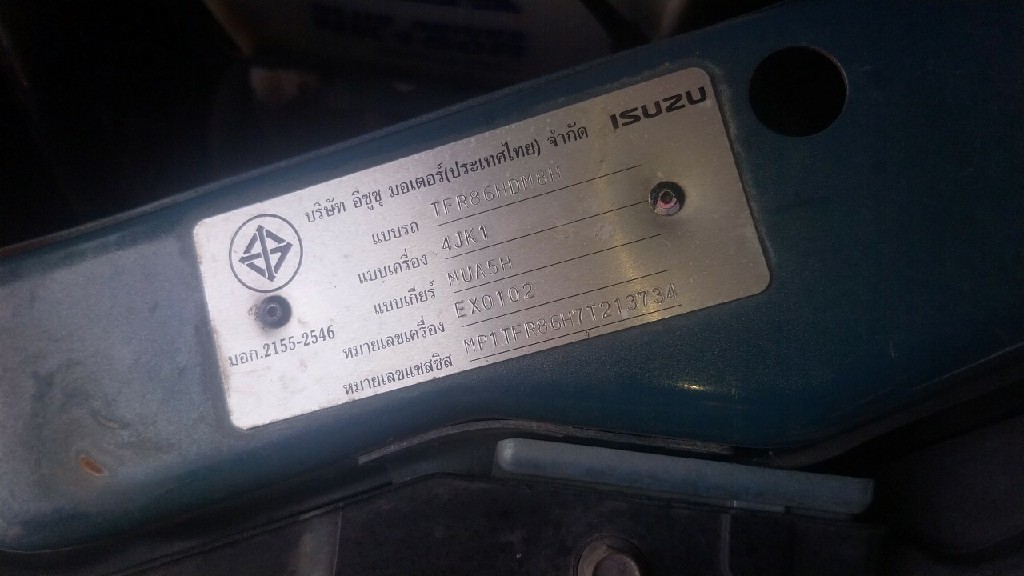 บริษัท อีซูซุ มอเตอร์(ประเทศไทย) จำกัด ISUZU
แบบรถ TFR86HDM8H
แบบเครื่อง 4JK1
แบบเกียร์ MUA5H
หมายเลขเครื่อง EX0102
หมายเลขแชสซิส MP1TFR86H7T213734
มอก.2155-2546